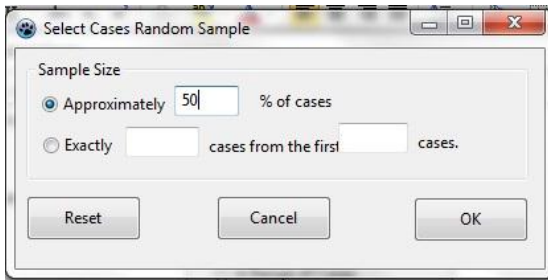 Select Cases Random Sample
Sample Size
Approximately 50 % of cases
Exactly cases from the first cases.
Reset Cancel OK